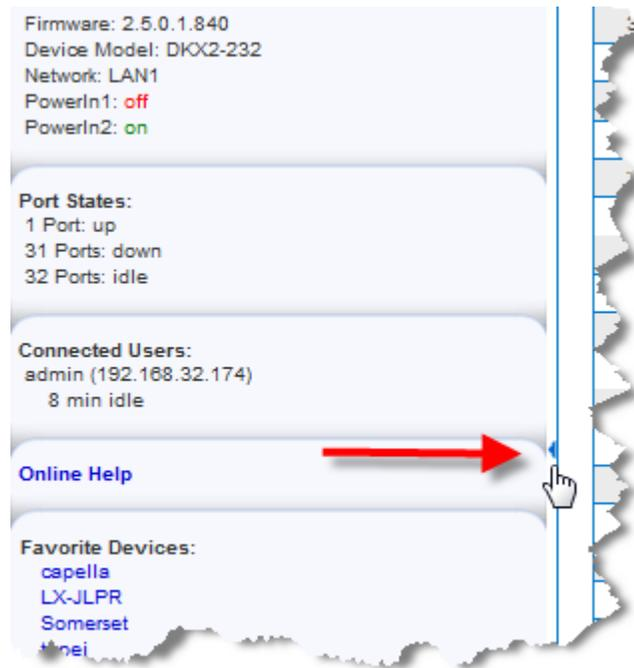 Firmware: 2.5.0.1.840
Device Model: DKX2-232
Network: LAN1
PowerIn1: off
PowerIn2: on
Port States:
1 Port: up
31 Ports: down
32 Ports: idle
Connected Users:
admin (192.168.32.174)
8 min idle
Online Help
Favorite Devices:
capella
LX-JLPR
Somerset